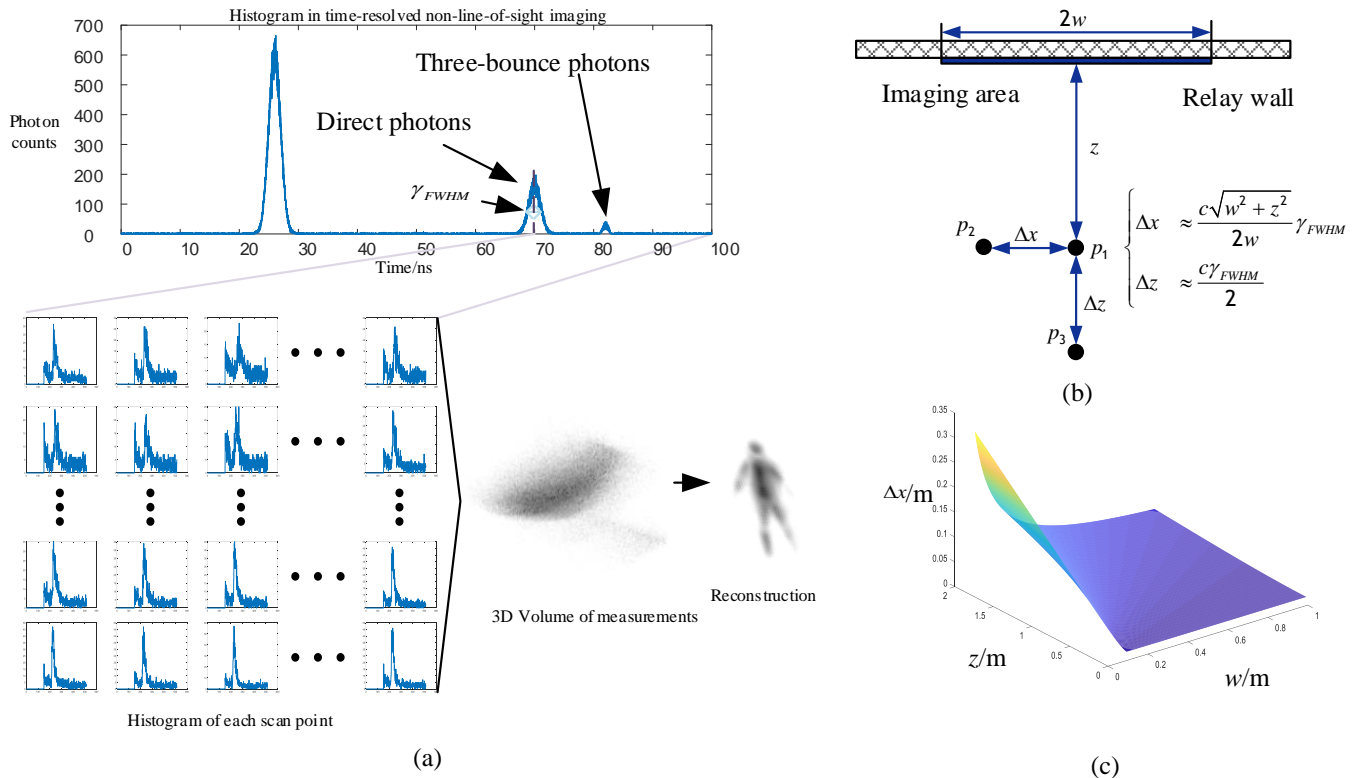 Histogram in time-resolved non-line-of-sight imaging
700
600
500
400
300
200
100
0
Photon
counts
Three-bounce photons
Direct photons
γ_FWHM
0 10 20 30 40 50 60 70 80 90 100
Time/ns
Histogram of each scan point
3D Volume of measurements
Reconstruction
(a)
2w
Imaging area
Relay wall
z
p₂
Δx
p₁
Δz
p₃
Δx ≈ c√(w² + z²)/2w γ_FWHM
Δz ≈ cγ_FWHM/2
(b)
0.35
0.3
0.25
0.2
0.15
0.1
0.05
0
Δx/m
2
1.5
1
0.5
0
z/m
0
0.2
0.4
0.6
0.8
1
w/m
(c)